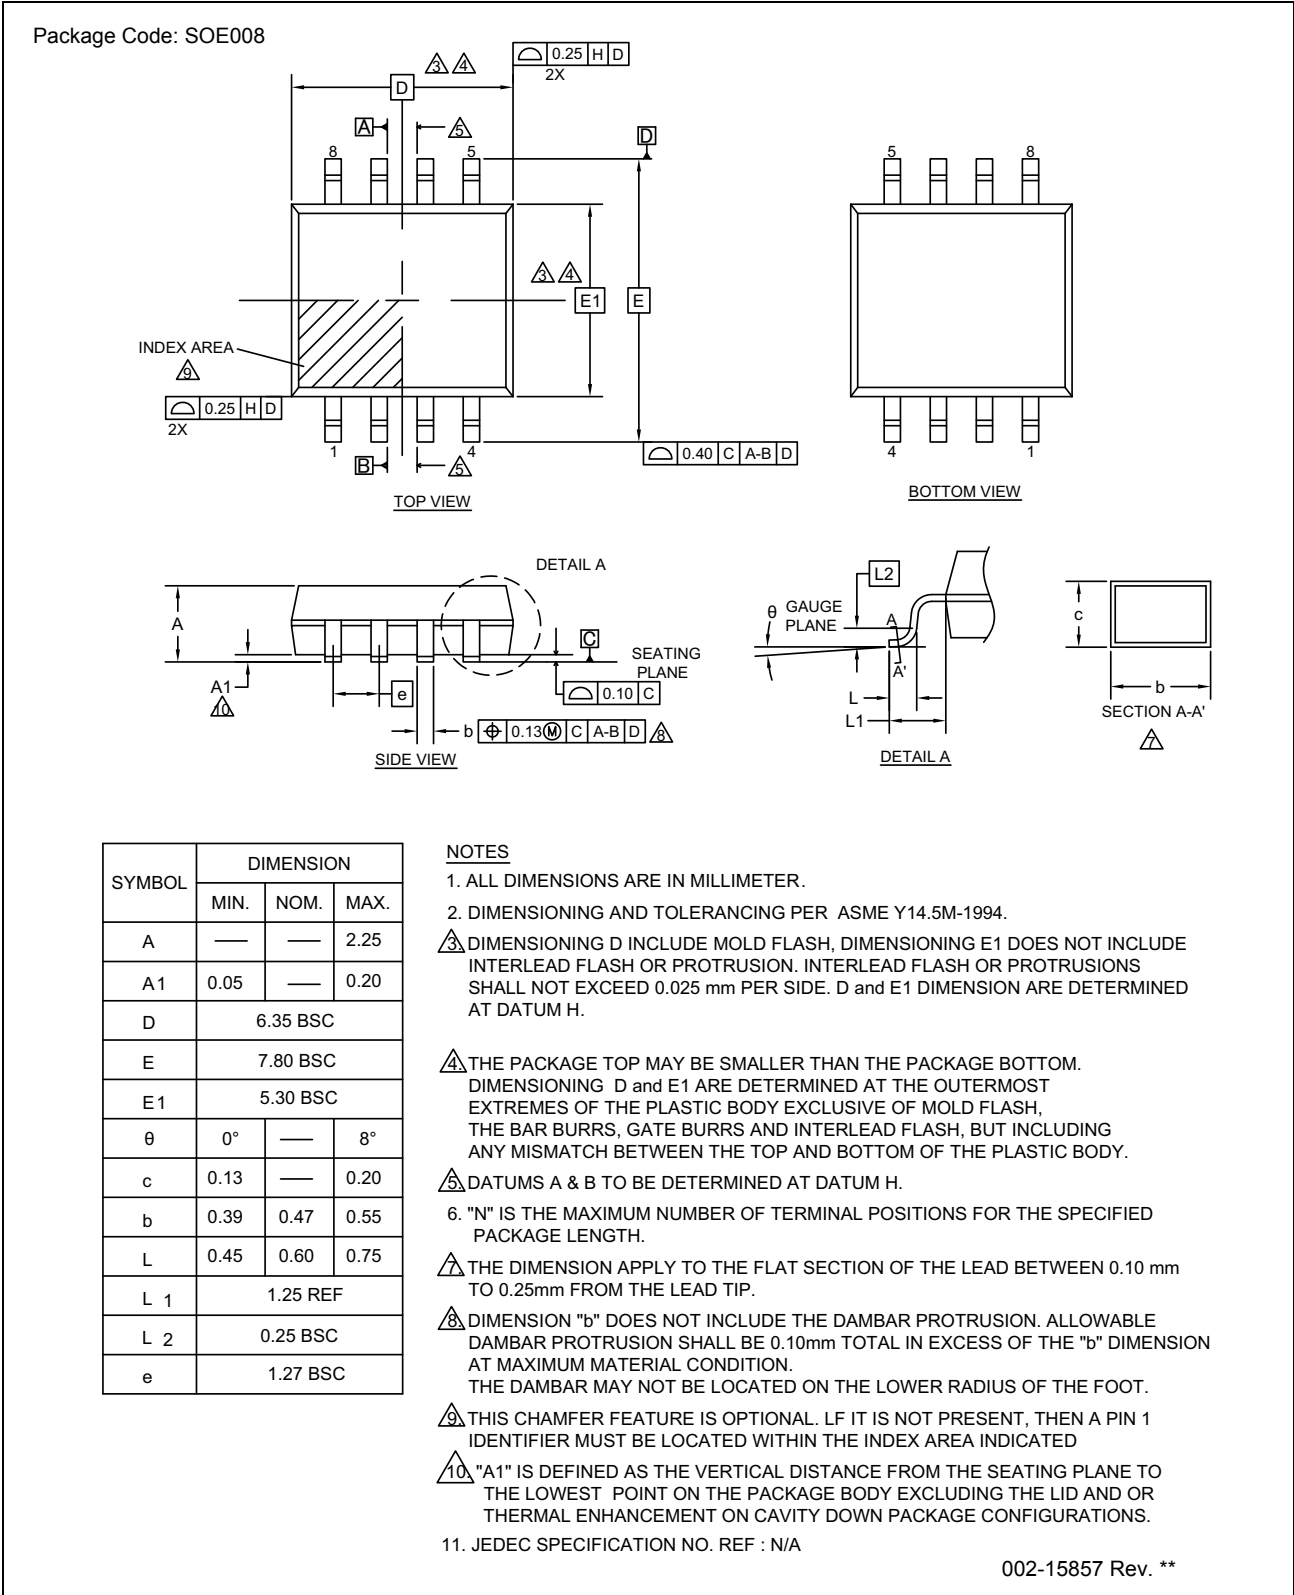 Package Code: SOE008
3 4
0.25 H D
2X
D
A
5
D
8 5
5 8
3 4
E1
E
INDEX AREA
9
0.25 H D
2X
1 4
4 1
0.40 C A-B D
B
5
TOP VIEW
BOTTOM VIEW
DETAIL A
A
A1
10
e
C
SEATING
PLANE
0.10 C
b 0.13 M C A-B D 8
SIDE VIEW
L2
θ GAUGE
PLANE
A
A'
L
L1
DETAIL A
c
b
SECTION A-A'
7
SYMBOL DIMENSION
MIN. NOM. MAX.
A — — 2.25
A1 0.05 — 0.20
D 6.35 BSC
E 7.80 BSC
E1 5.30 BSC
θ 0° — 8°
c 0.13 — 0.20
b 0.39 0.47 0.55
L 0.45 0.60 0.75
L 1 1.25 REF
L 2 0.25 BSC
e 1.27 BSC
NOTES
1. ALL DIMENSIONS ARE IN MILLIMETER.
2. DIMENSIONING AND TOLERANCING PER ASME Y14.5M-1994.
3. DIMENSIONING D INCLUDE MOLD FLASH, DIMENSIONING E1 DOES NOT INCLUDE
INTERLEAD FLASH OR PROTRUSION. INTERLEAD FLASH OR PROTRUSIONS
SHALL NOT EXCEED 0.025 mm PER SIDE. D and E1 DIMENSION ARE DETERMINED
AT DATUM H.
4. THE PACKAGE TOP MAY BE SMALLER THAN THE PACKAGE BOTTOM.
DIMENSIONING D and E1 ARE DETERMINED AT THE OUTERMOST
EXTREMES OF THE PLASTIC BODY EXCLUSIVE OF MOLD FLASH,
THE BAR BURRS, GATE BURRS AND INTERLEAD FLASH, BUT INCLUDING
ANY MISMATCH BETWEEN THE TOP AND BOTTOM OF THE PLASTIC BODY.
5. DATUMS A & B TO BE DETERMINED AT DATUM H.
6. "N" IS THE MAXIMUM NUMBER OF TERMINAL POSITIONS FOR THE SPECIFIED
PACKAGE LENGTH.
7. THE DIMENSION APPLY TO THE FLAT SECTION OF THE LEAD BETWEEN 0.10 mm
TO 0.25mm FROM THE LEAD TIP.
8. DIMENSION "b" DOES NOT INCLUDE THE DAMBAR PROTRUSION. ALLOWABLE
DAMBAR PROTRUSION SHALL BE 0.10mm TOTAL IN EXCESS OF THE "b" DIMENSION
AT MAXIMUM MATERIAL CONDITION.
THE DAMBAR MAY NOT BE LOCATED ON THE LOWER RADIUS OF THE FOOT.
9. THIS CHAMFER FEATURE IS OPTIONAL. LF IT IS NOT PRESENT, THEN A PIN 1
IDENTIFIER MUST BE LOCATED WITHIN THE INDEX AREA INDICATED
10. "A1" IS DEFINED AS THE VERTICAL DISTANCE FROM THE SEATING PLANE TO
THE LOWEST POINT ON THE PACKAGE BODY EXCLUDING THE LID AND OR
THERMAL ENHANCEMENT ON CAVITY DOWN PACKAGE CONFIGURATIONS.
11. JEDEC SPECIFICATION NO. REF : N/A
002-15857 Rev. **